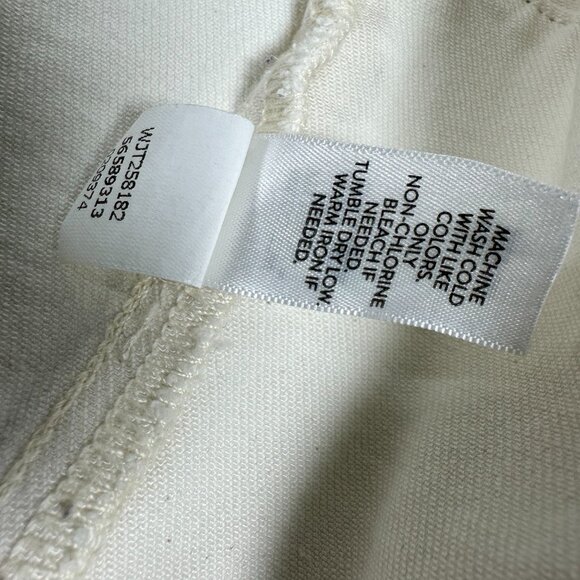 WJT258182
56589313
MACHINE
WASH COLD
WITH LIKE
COLORS.
ONLY
NON-CHLORINE
BLEACH IF
NEEDED.
TUMBLE DRY LOW.
WARM IRON IF
NEEDED.